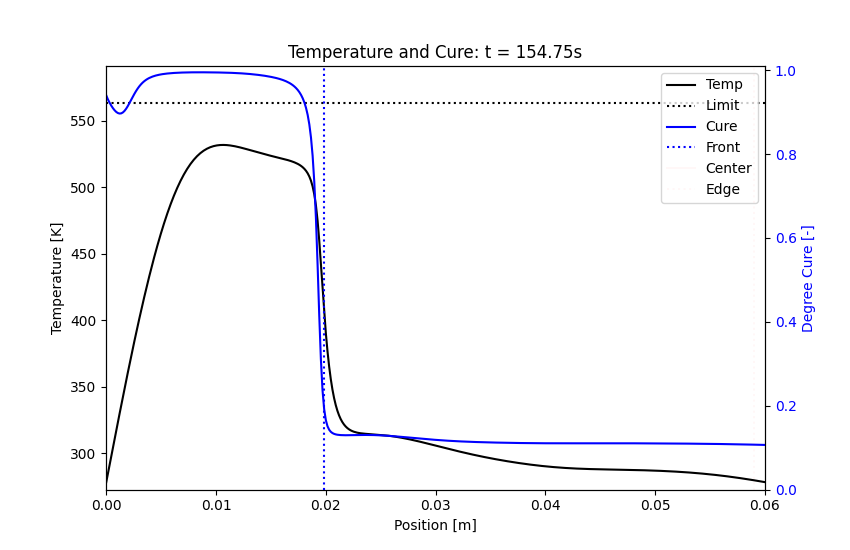 Temperature and Cure: t = 154.75s
Temp
Limit
Cure
Front
Center
Edge
550
500
450
400
350
300
Temperature [K]
1.0
0.8
0.6
0.4
0.2
0.0
Degree Cure [-]
0.00 0.01 0.02 0.03 0.04 0.05 0.06
Position [m]